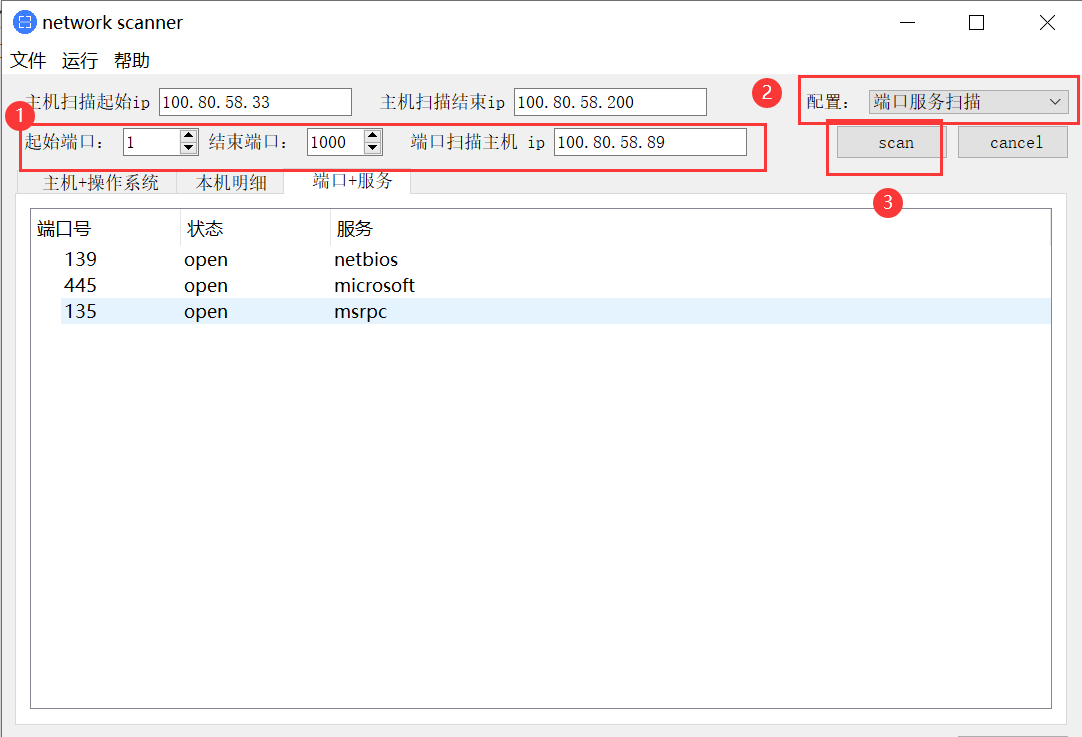 network scanner
文件 运行 帮助
主机扫描起始ip 100.80.58.33 主机扫描结束ip 100.80.58.200 2 配置： 端口服务扫描
1
起始端口： 1 结束端口： 1000 端口扫描主机 ip 100.80.58.89 scan cancel
主机+操作系统 本机明细 端口+服务
3
端口号 状态 服务
139 open netbios
445 open microsoft
135 open msrpc